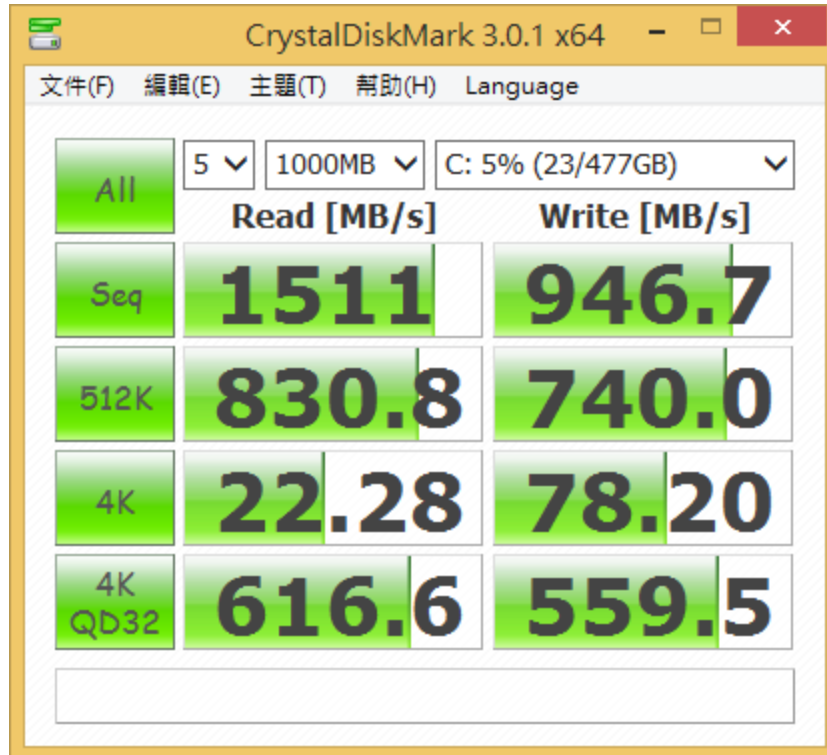 CrystalDiskMark 3.0.1 x64
文件(F) 編輯(E) 主題(T) 幫助(H) Language
All 5 1000MB C: 5% (23/477GB)
Read [MB/s] Write [MB/s]
Seq 1511 946.7
512K 830.8 740.0
4K 22.28 78.20
4K
QD32 616.6 559.5